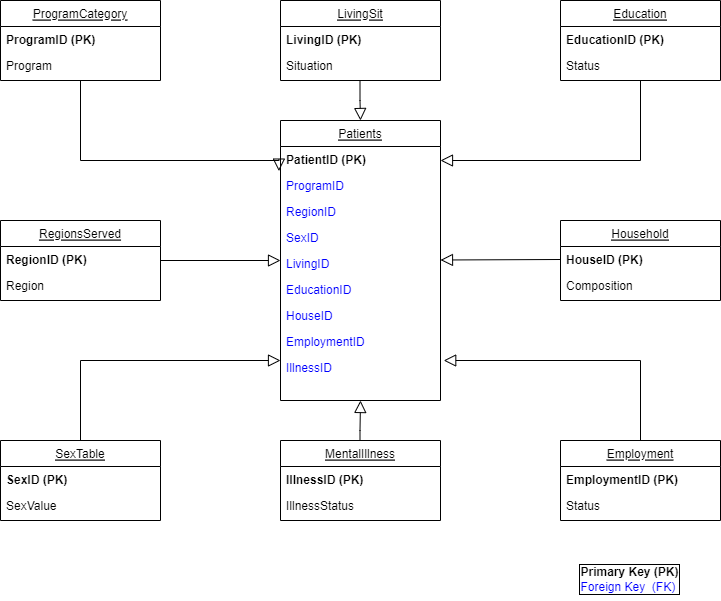 ProgramCategory
ProgramID (PK)
Program
LivingSit
LivingID (PK)
Situation
Education
EducationID (PK)
Status
Patients
PatientID (PK)
ProgramID
RegionID
SexID
LivingID
EducationID
HouseID
EmploymentID
IllnessID
RegionsServed
RegionID (PK)
Region
Household
HouseID (PK)
Composition
SexTable
SexID (PK)
SexValue
MentalIllness
IllnessID (PK)
IllnessStatus
Employment
EmploymentID (PK)
Status
Primary Key (PK)
Foreign Key (FK)